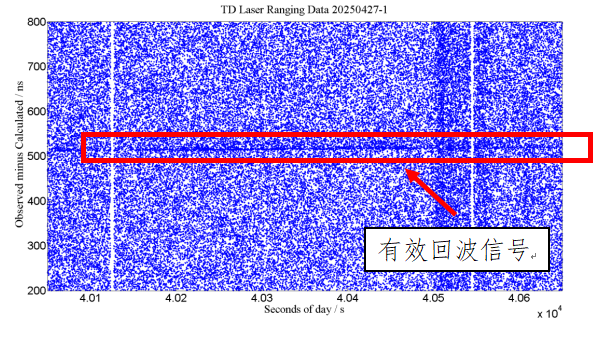 TD Laser Ranging Data 20250427-1
Observed minus Calculated / ns
800
700
600
500
400
300
200
有效回波信号
4.01 4.02 4.03 4.04 4.05 4.06
Seconds of day / s
x 10⁴